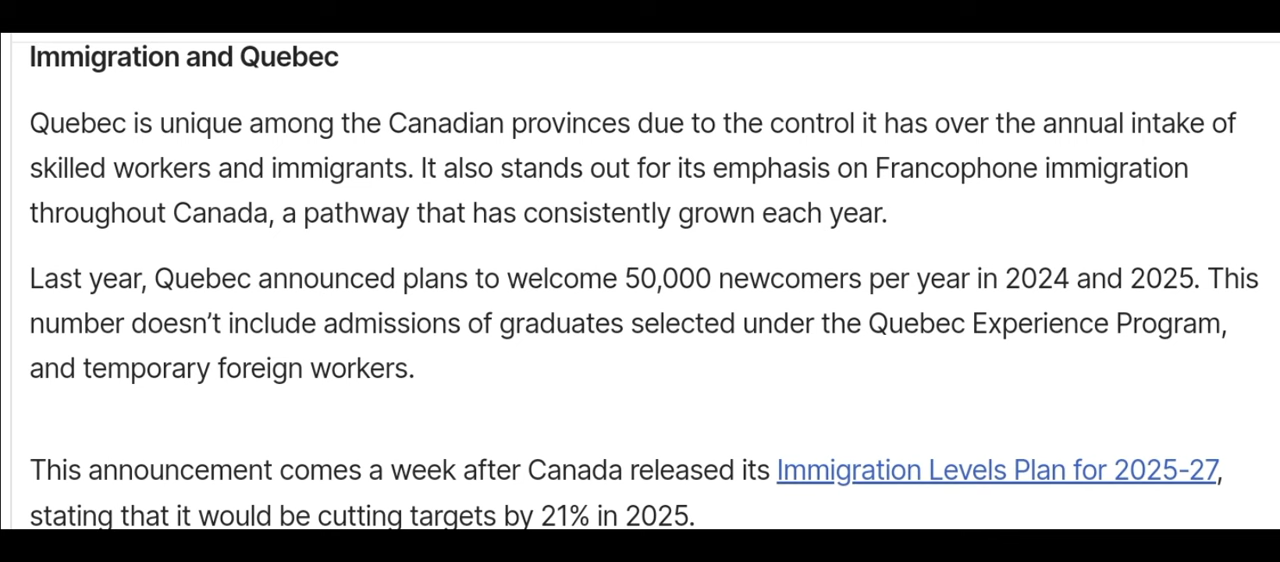 Immigration and Quebec
Quebec is unique among the Canadian provinces due to the control it has over the annual intake of
skilled workers and immigrants. It also stands out for its emphasis on Francophone immigration
throughout Canada, a pathway that has consistently grown each year.
Last year, Quebec announced plans to welcome 50,000 newcomers per year in 2024 and 2025. This
number doesn’t include admissions of graduates selected under the Quebec Experience Program,
and temporary foreign workers.
This announcement comes a week after Canada released its Immigration Levels Plan for 2025-27,
stating that it would be cutting targets by 21% in 2025.